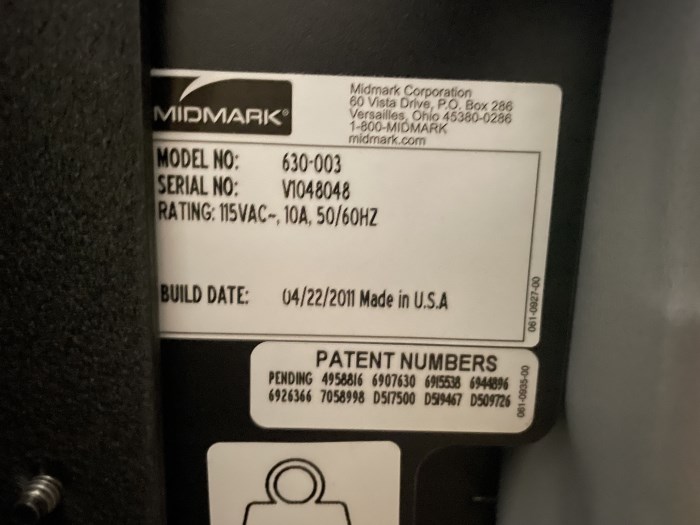 MIDMARK®
Midmark Corporation
60 Vista Drive, P.O. Box 286
Versailles, Ohio 45380-0286
1-800-MIDMARK
midmark.com
MODEL NO: 630-003
SERIAL NO: V1048048
RATING: 115VAC~, 10A, 50/60HZ
BUILD DATE: 04/22/2011 Made in U.S.A
061-0927-00
PATENT NUMBERS
PENDING 4958816 6907630 6915538 6944896
6926366 7058998 D517500 D519467 D509726
061-0935-00